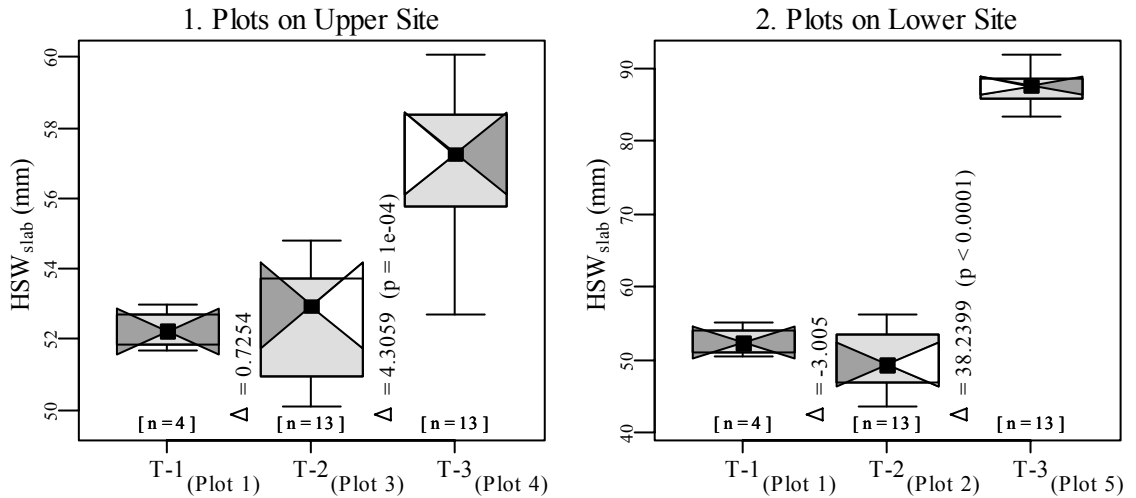 1. Plots on Upper Site
HSWslab (mm)
60
58
56
54
52
50
Δ = 0.7254
Δ = 4.3059 (p = 1e-04)
[ n = 4 ] [ n = 13 ] [ n = 13 ]
T-1(Plot 1) T-2(Plot 3) T-3(Plot 4)
2. Plots on Lower Site
HSWslab (mm)
90
80
70
60
50
40
Δ = -3.005
Δ = 38.2399 (p < 0.0001)
[ n = 4 ] [ n = 13 ] [ n = 13 ]
T-1(Plot 1) T-2(Plot 2) T-3(Plot 5)